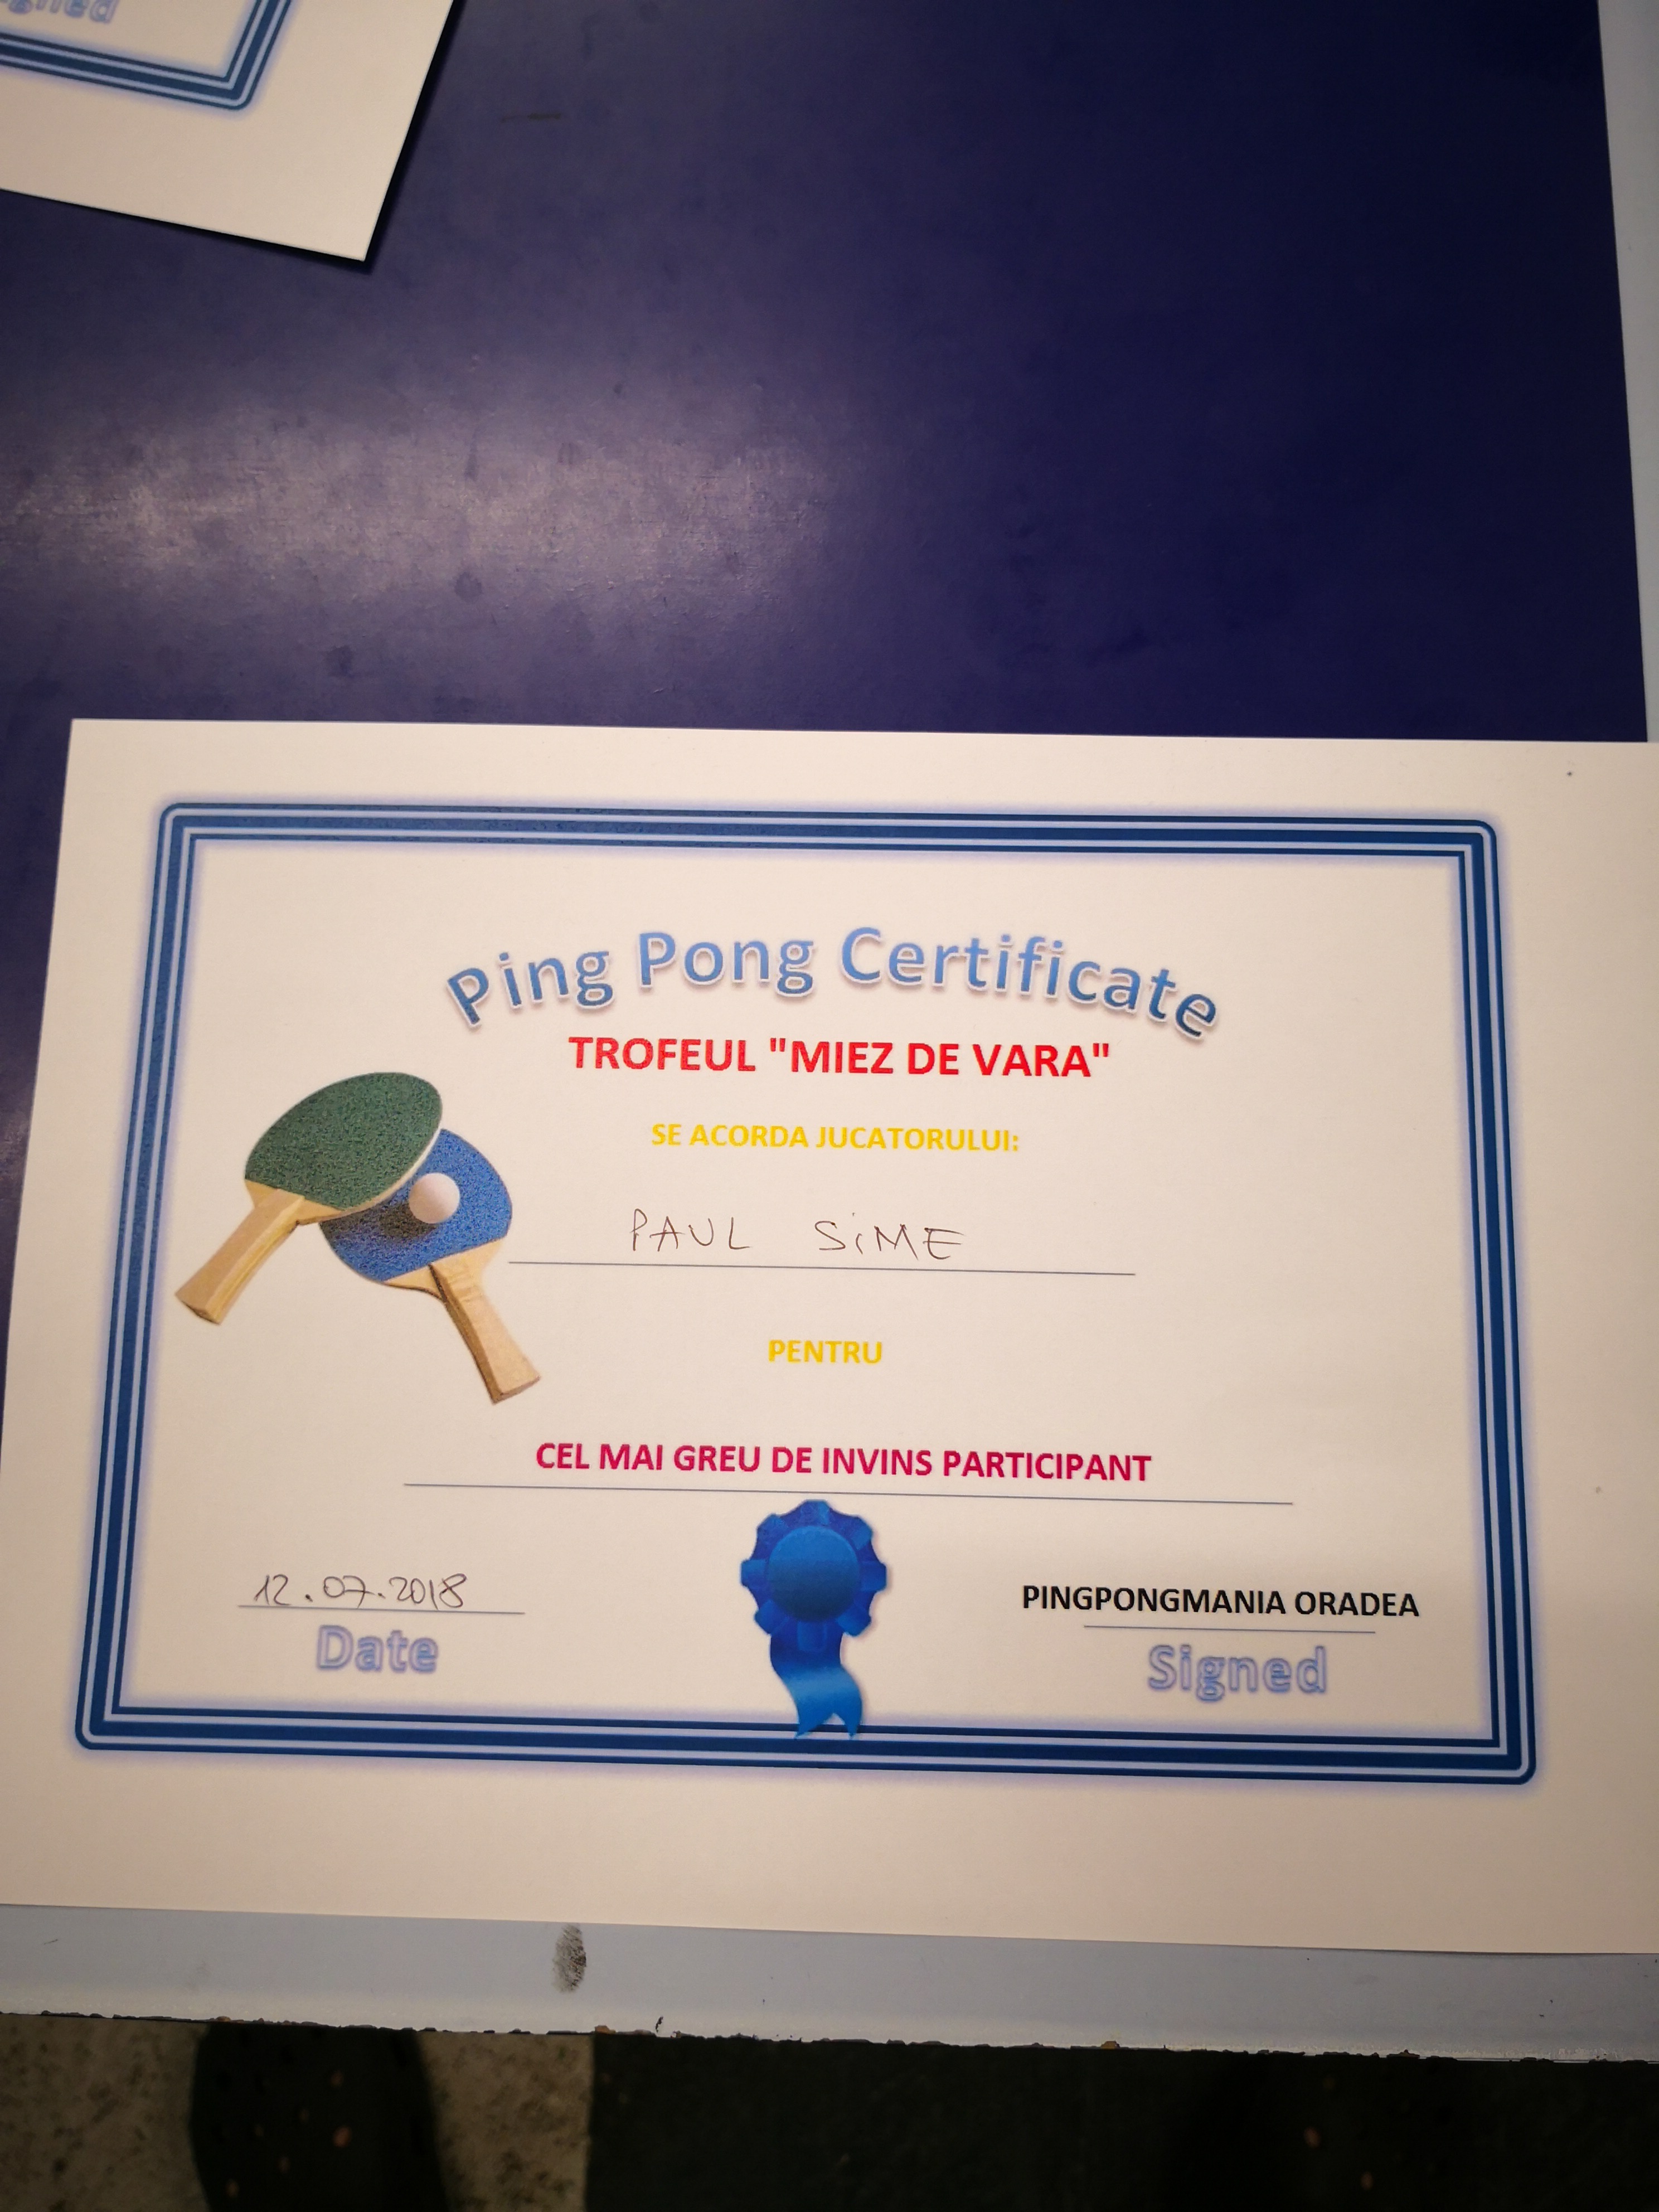 Signed
Ping Pong Certificate
TROFEUL "MIEZ DE VARA"
SE ACORDA JUCATORULUI:
PAUL SiME
PENTRU
CEL MAI GREU DE INVINS PARTICIPANT
12.07.2018
PINGPONGMANIA ORADEA
Date
Signed